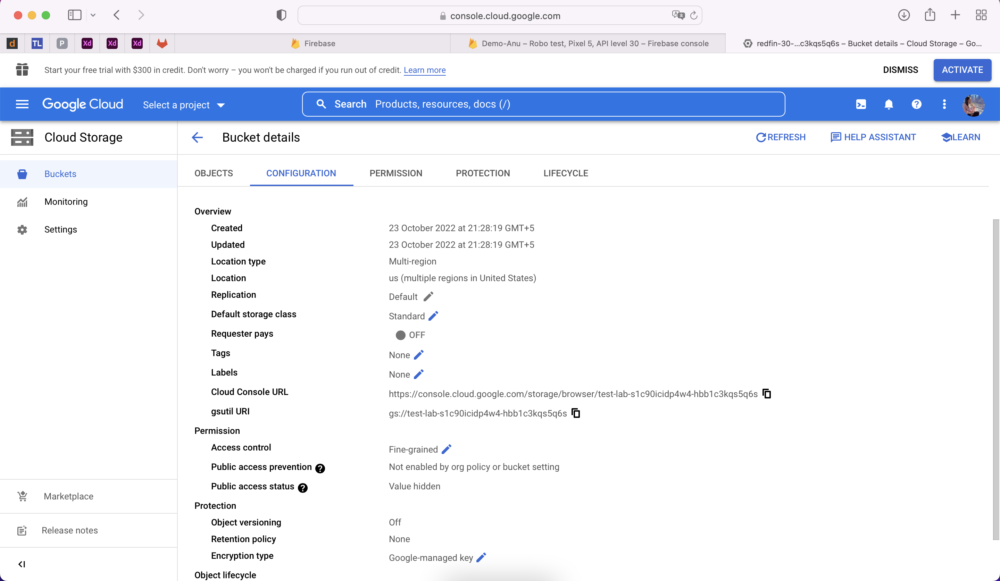 console.cloud.google.com
d
TL
P
Xd
Xd
Xd
Firebase
Demo-Anu – Robo test, Pixel 5, API level 30 – Firebase console
redfin-30-...c3kqs5q6s – Bucket details – Cloud Storage – Go...
Start your free trial with $300 in credit. Don't worry – you won't be charged if you run out of credit. Learn more
DISMISS
ACTIVATE
Google Cloud
Select a project
Search Products, resources, docs (/)
Cloud Storage
Bucket details
REFRESH
HELP ASSISTANT
LEARN
Buckets
Monitoring
Settings
Marketplace
Release notes
OBJECTS
CONFIGURATION
PERMISSION
PROTECTION
LIFECYCLE
Overview
Created 23 October 2022 at 21:28:19 GMT+5
Updated 23 October 2022 at 21:28:19 GMT+5
Location type Multi-region
Location us (multiple regions in United States)
Replication Default
Default storage class Standard
Requester pays OFF
Tags None
Labels None
Cloud Console URL https://console.cloud.google.com/storage/browser/test-lab-s1c90icidp4w4-hbb1c3kqs5q6s
gsutil URI gs://test-lab-s1c90icidp4w4-hbb1c3kqs5q6s
Permission
Access control Fine-grained
Public access prevention Not enabled by org policy or bucket setting
Public access status Value hidden
Protection
Object versioning Off
Retention policy None
Encryption type Google-managed key
Object lifecycle